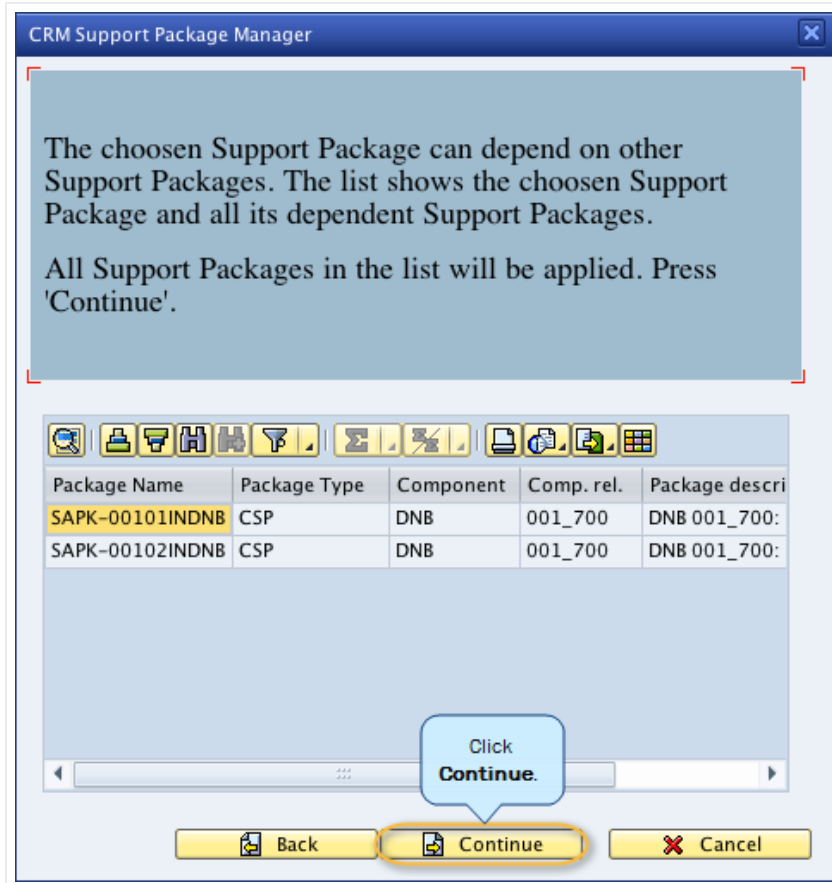 CRM Support Package Manager
The choosen Support Package can depend on other
Support Packages. The list shows the choosen Support
Package and all its dependent Support Packages.
All Support Packages in the list will be applied. Press
'Continue'.
Package Name Package Type Component Comp. rel. Package descri
SAPK-00101INDNB CSP DNB 001_700 DNB 001_700:
SAPK-00102INDNB CSP DNB 001_700 DNB 001_700:
Click
Continue.
Back Continue Cancel